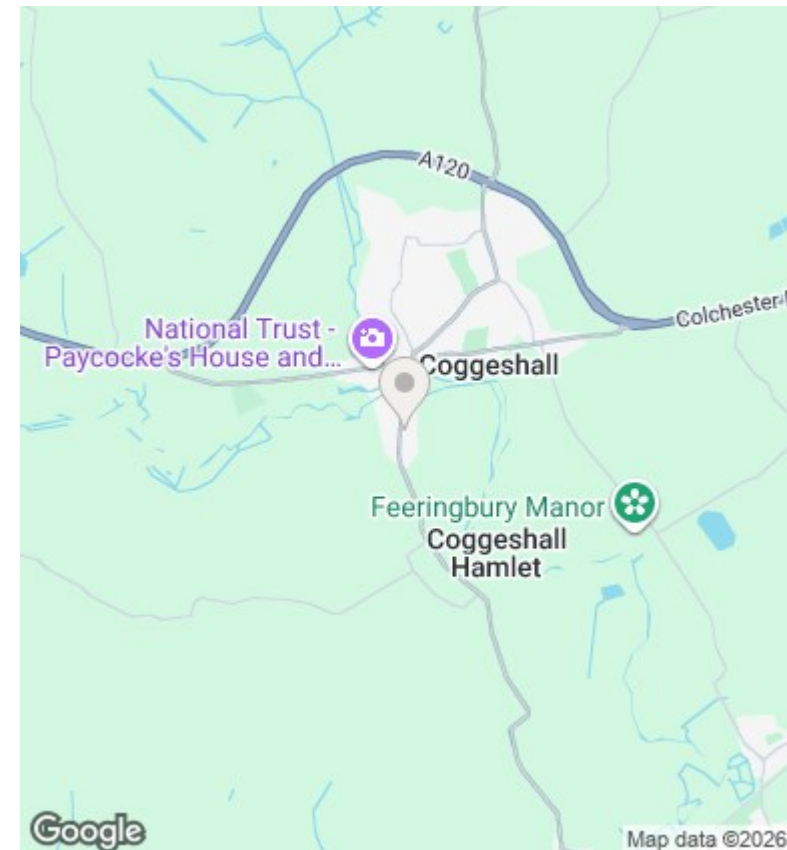 A120
Colchester
National Trust -
Paycocke's House and...
Coggeshall
Feeringbury Manor
Coggeshall
Hamlet
Google
Map data ©2026